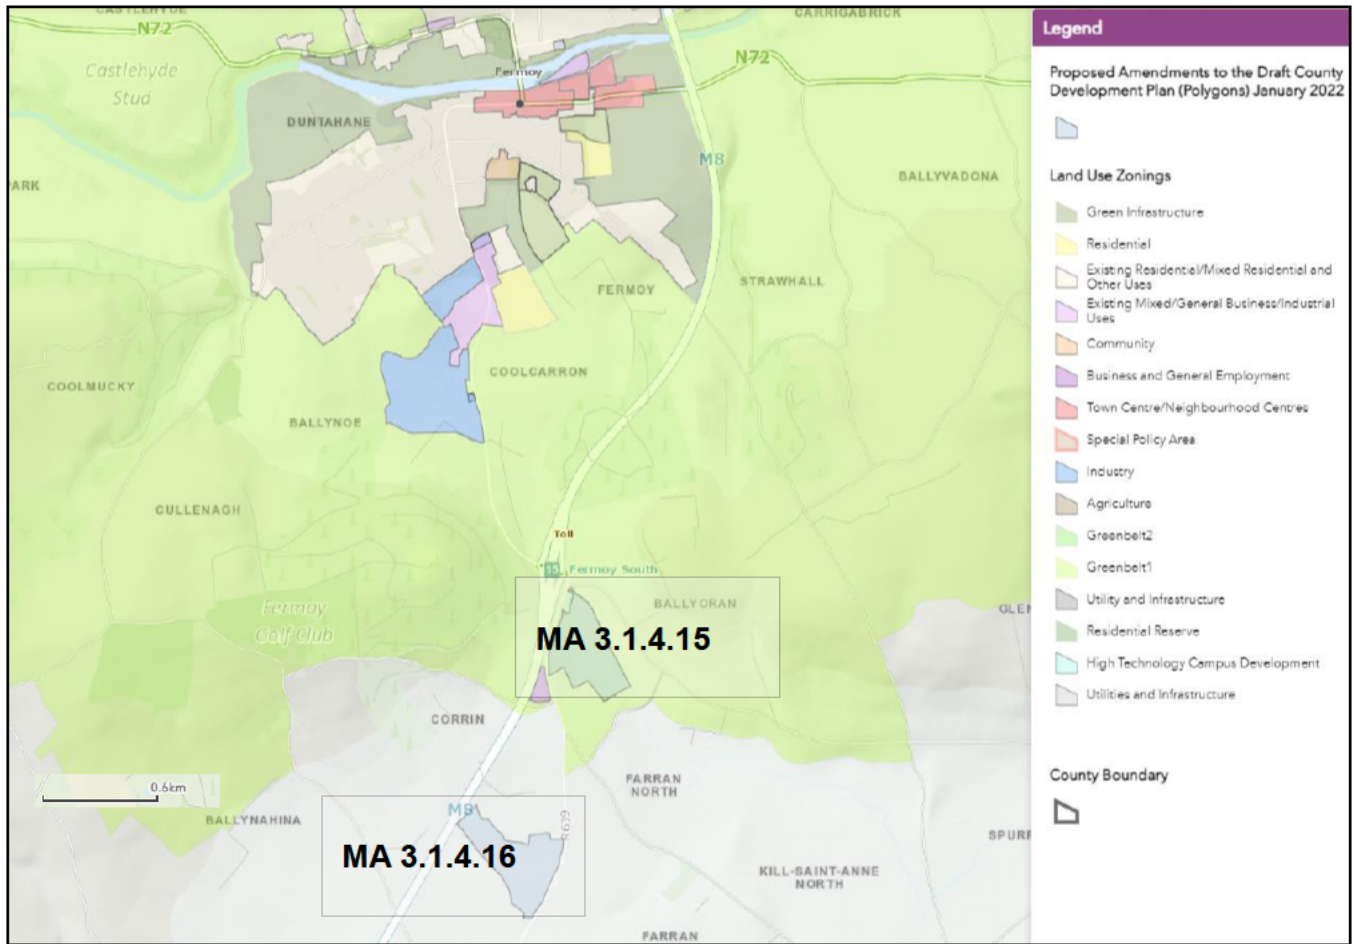 CASTLEHYDE
N72
CARRIGABRICK
Castlehyde
Stud
Fermoy
N72
DUNTAHANE
M8
PARK
BALLYVADONA
FERMOY
STRAWHALL
COOLMUCKY
COOLCARRON
BALLYNOE
CULLENAGH
Toll
15 Fermoy South
Fermoy
Golf Club
BALLYORAN
GLEN
MA 3.1.4.15
CORRIN
0.6km
FARRAN
NORTH
M8
R639
BALLYNAHINA
SPURR
MA 3.1.4.16
KILL-SAINT-ANNE
NORTH
FARRAN
Legend
Proposed Amendments to the Draft County
Development Plan (Polygons) January 2022
Land Use Zonings
Green Infrastructure
Residential
Existing Residential/Mixed Residential and
Other Uses
Existing Mixed/General Business/Industrial
Uses
Community
Business and General Employment
Town Centre/Neighbourhood Centres
Special Policy Area
Industry
Agriculture
Greenbelt2
Greenbelt1
Utility and Infrastructure
Residential Reserve
High Technology Campus Development
Utilities and Infrastructure
County Boundary